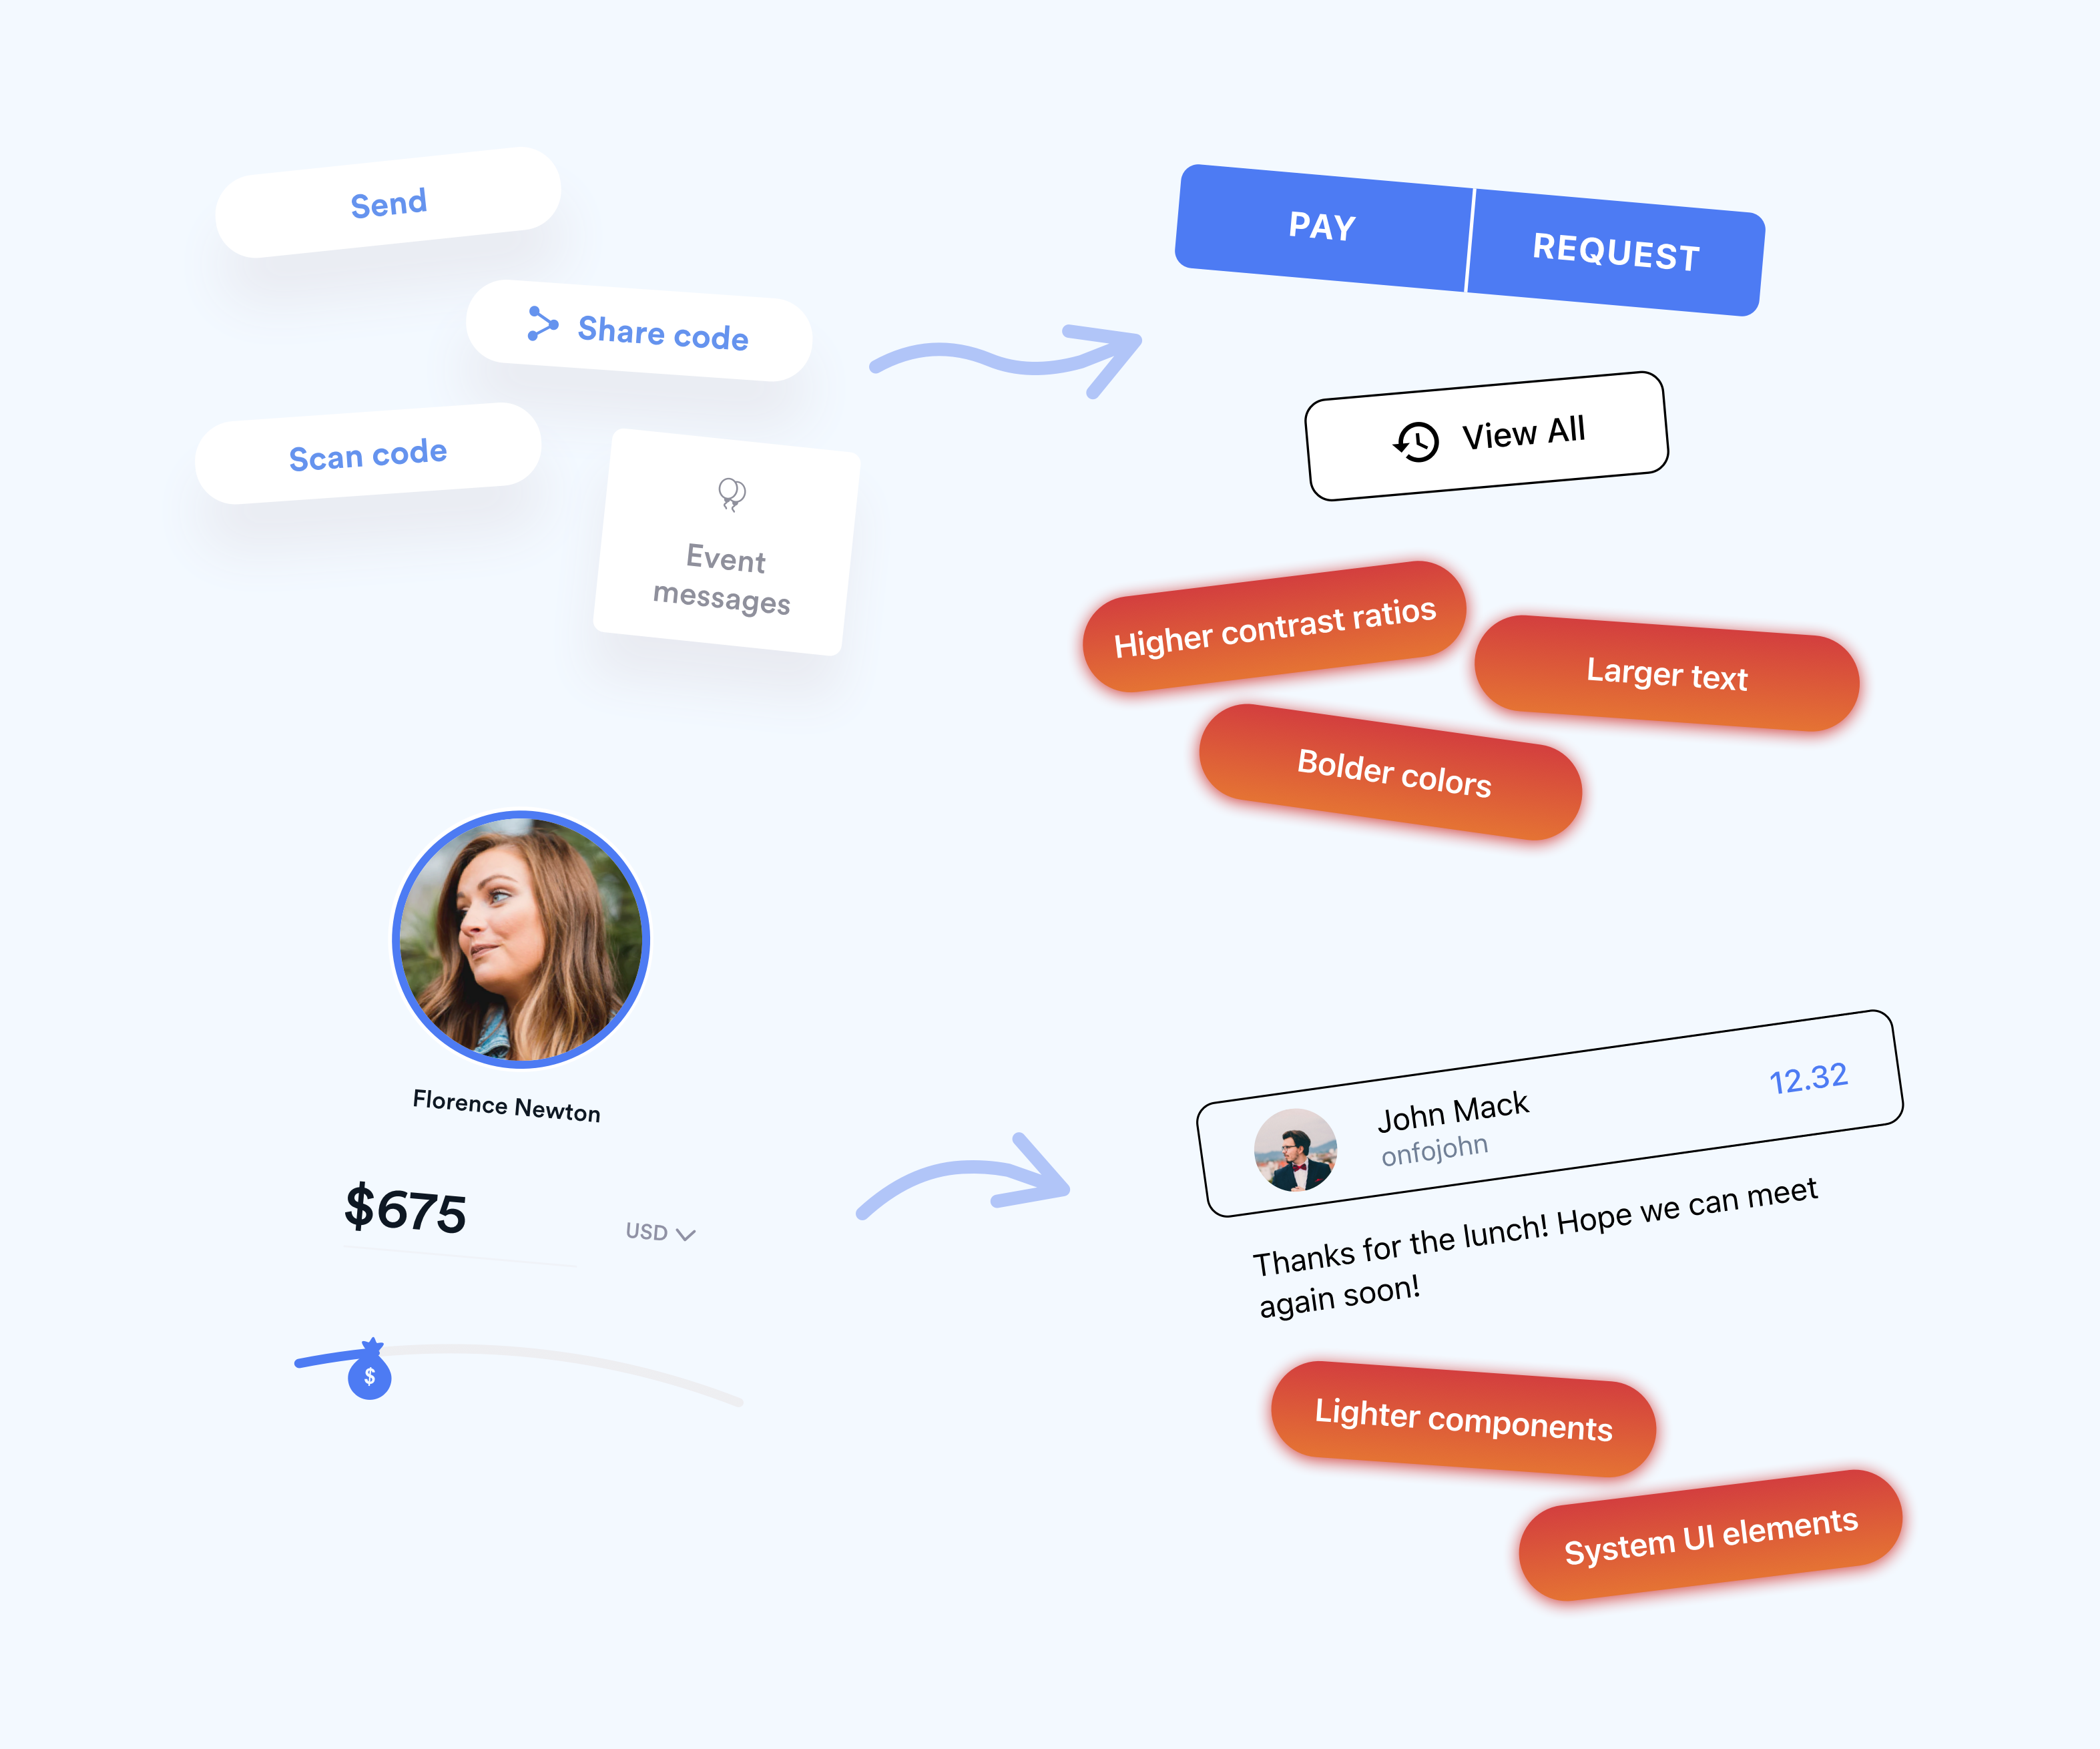 Send
Share code
Scan code
Event
messages
PAY
REQUEST
View All
Higher contrast ratios
Larger text
Bolder colors
Florence Newton
$675
USD
$
John Mack
onfojohn
12.32
Thanks for the lunch! Hope we can meet
again soon!
Lighter components
System UI elements